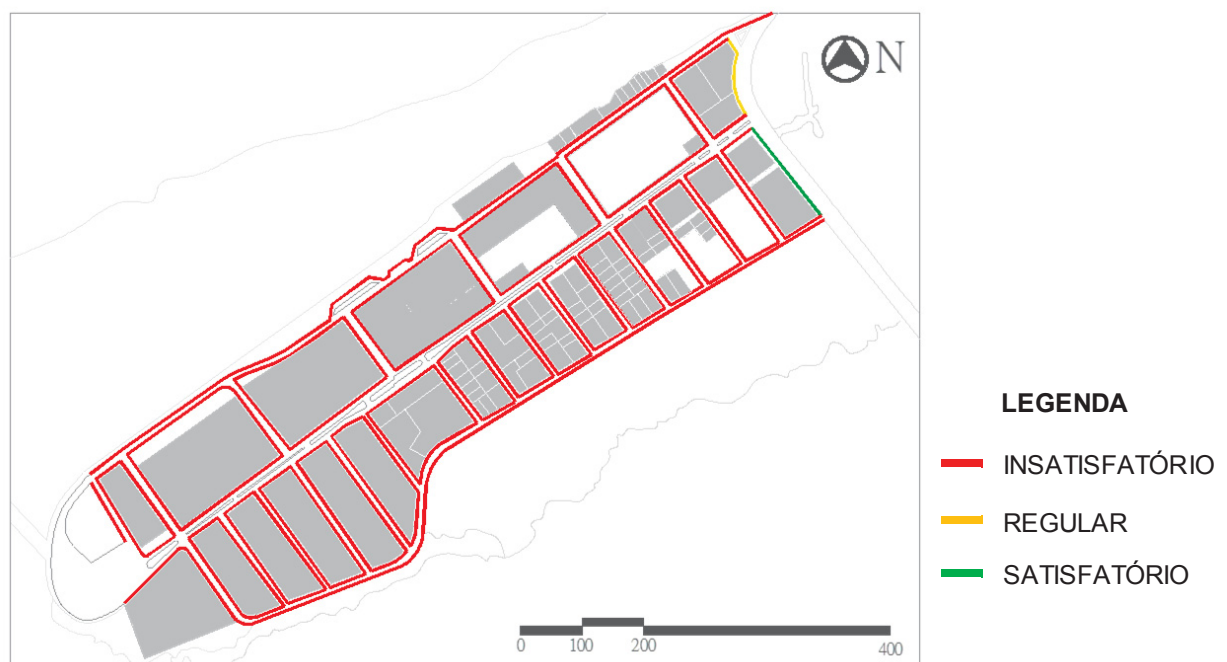 N
LEGENDA
INSATISFATÓRIO
REGULAR
SATISFATÓRIO
0 100 200 400